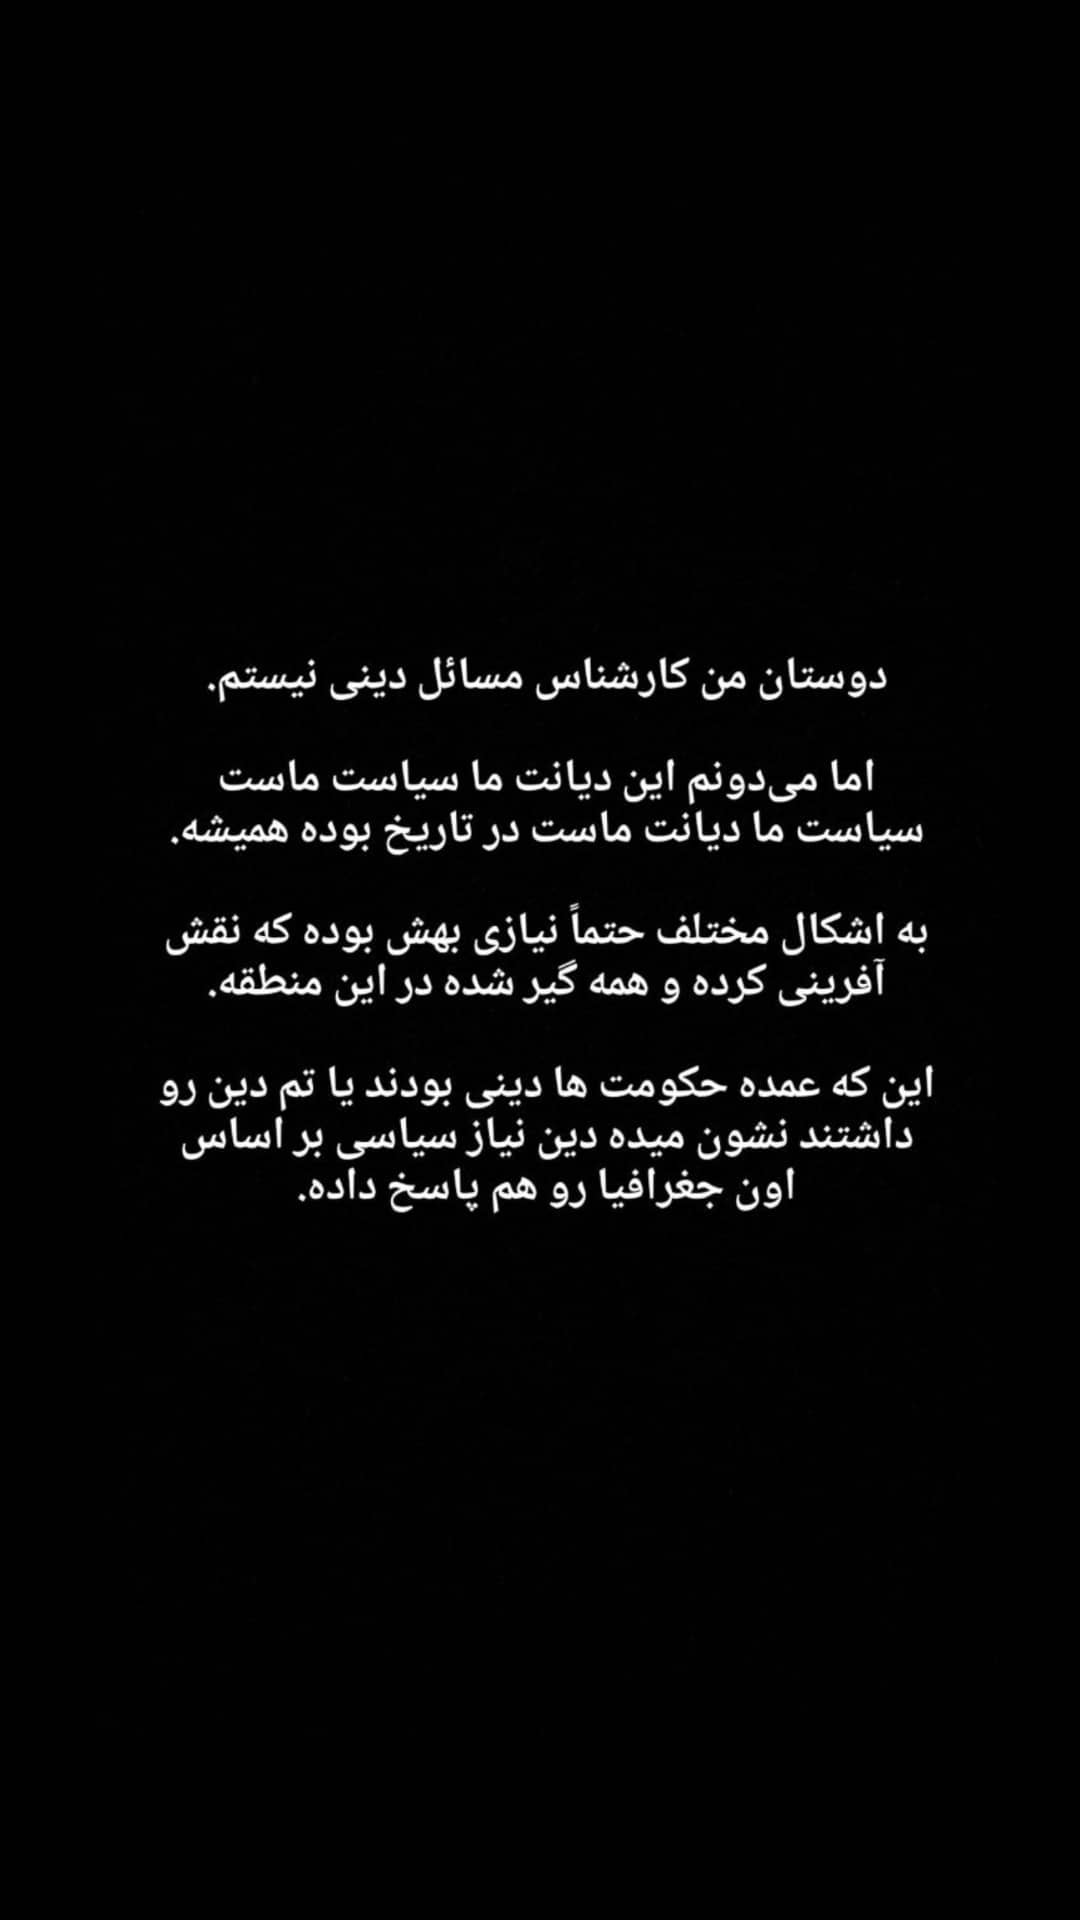 دوستان من کارشناس مسائل دینی نیستم.
اما می‌دونم این دیانت ما سیاست ماست
سیاست ما دیانت ماست در تاریخ بوده همیشه.
به اشکال مختلف حتماً نیازی بهش بوده که نقش
آفرینی کرده و همه گیر شده در این منطقه.
این که عمده حکومت ها دینی بودند یا تم دین رو
داشتند نشون میده دین نیاز سیاسی بر اساس
اون جغرافیا رو هم پاسخ داده.